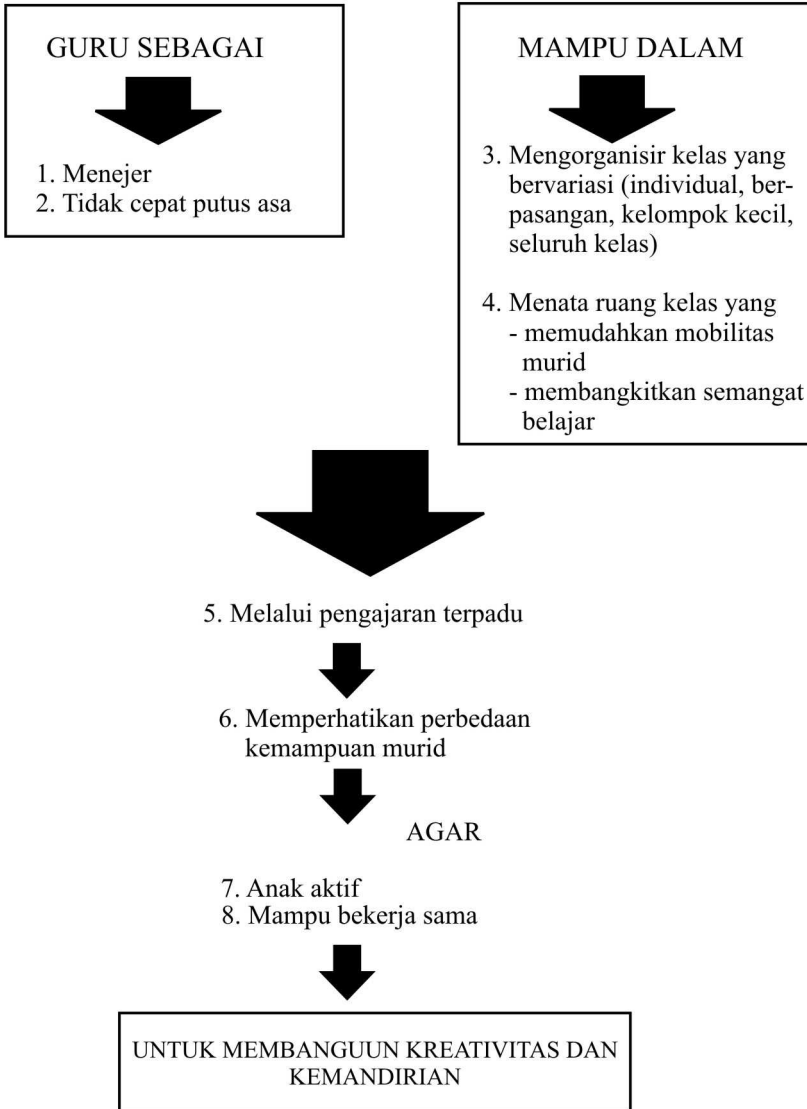 GURU SEBAGAI
1. Menejer
2. Tidak cepat putus asa
MAMPU DALAM
3. Mengorganisir kelas yang
bervariasi (individual, ber-
pasangan, kelompok kecil,
seluruh kelas)
4. Menata ruang kelas yang
- memudahkan mobilitas
murid
- membangkitkan semangat
belajar
5. Melalui pengajaran terpadu
6. Memperhatikan perbedaan
kemampuan murid
AGAR
7. Anak aktif
8. Mampu bekerja sama
UNTUK MEMBANGUUN KREATIVITAS DAN
KEMANDIRIAN